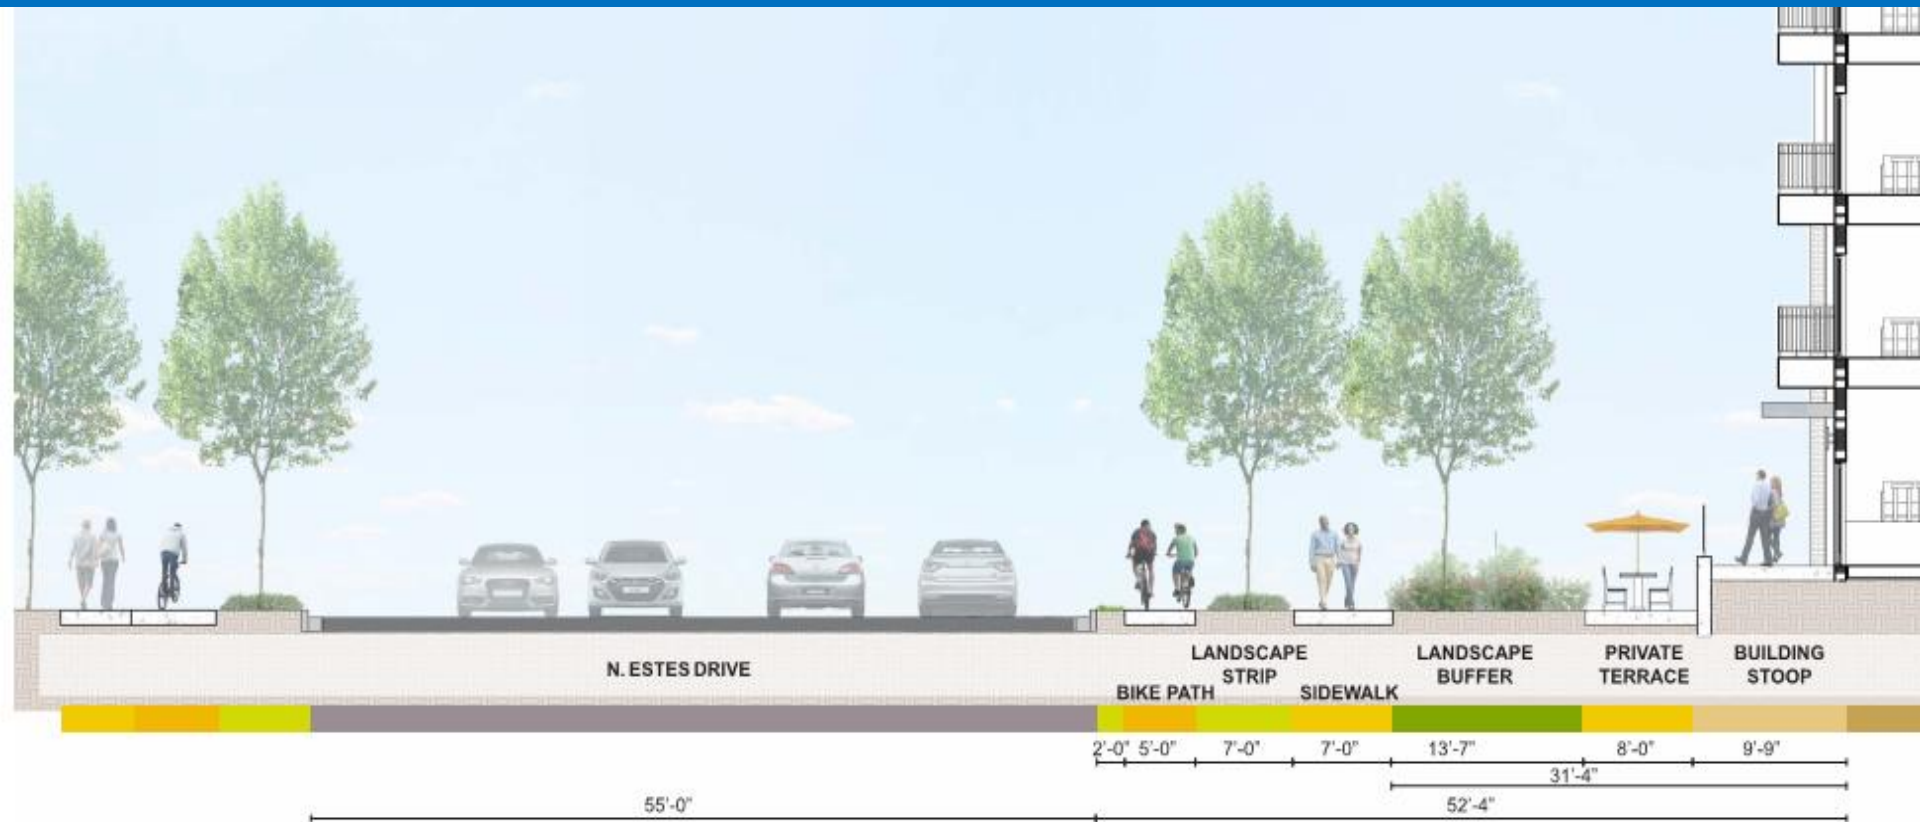 N. ESTES DRIVE
BIKE PATH
LANDSCAPE
STRIP
SIDEWALK
LANDSCAPE
BUFFER
PRIVATE
TERRACE
BUILDING
STOOP
2'-0" 5'-0" 7'-0" 7'-0" 13'-7" 8'-0" 9'-9"
31'-4"
55'-0" 52'-4"